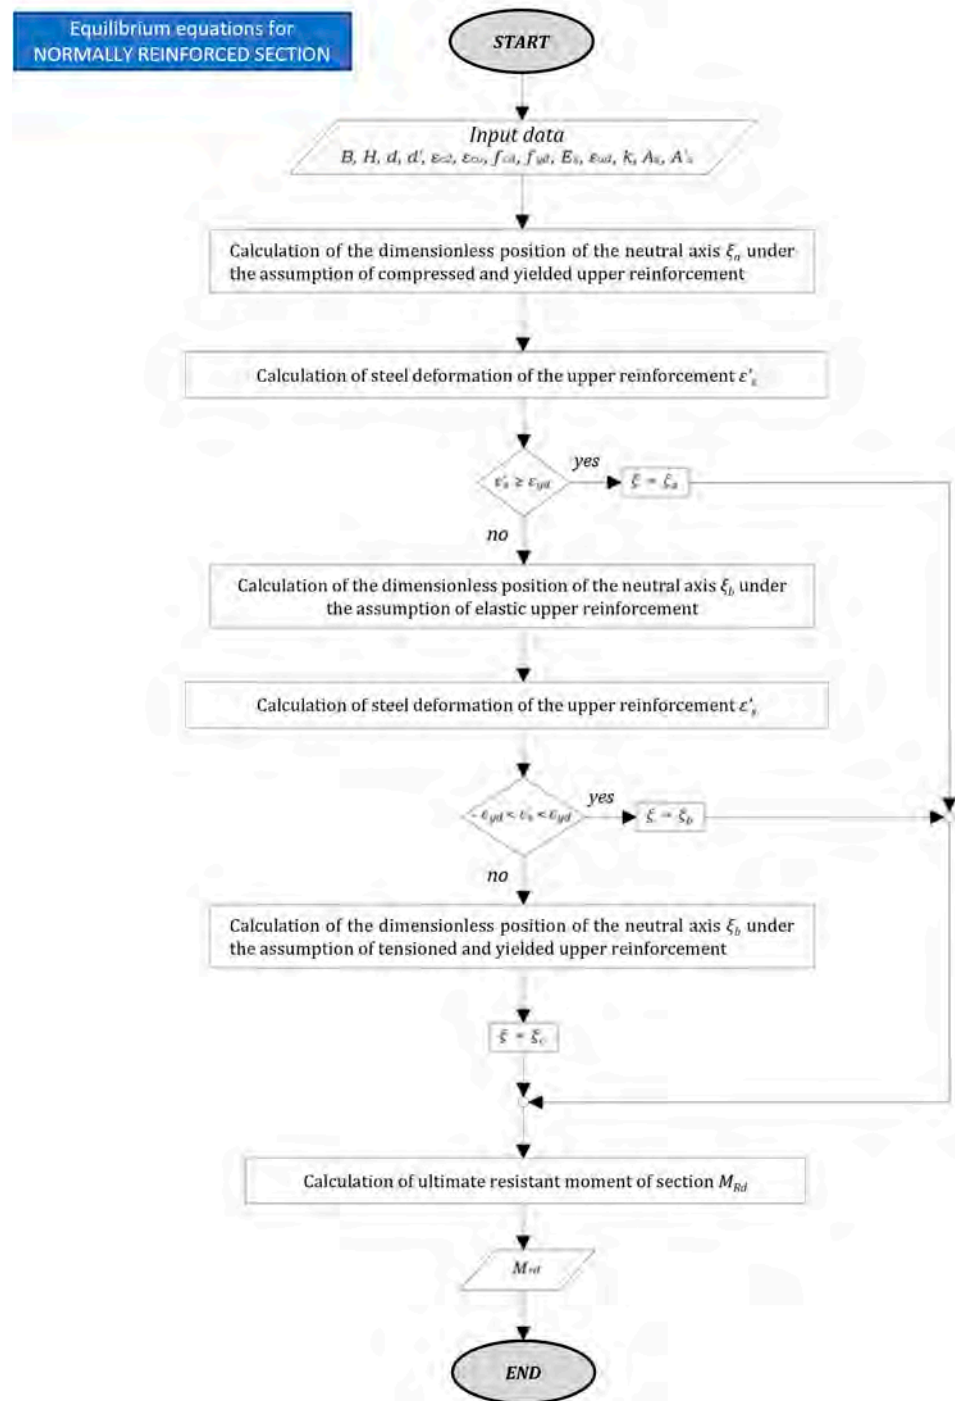 Equilibrium equations for
NORMALLY REINFORCED SECTION
START
Input data
B, H, d, d', εc2, εcu, fcd, fyd, Es, εud, k, As, A's
Calculation of the dimensionless position of the neutral axis ξa under
the assumption of compressed and yielded upper reinforcement
Calculation of steel deformation of the upper reinforcement ε's
ε's ≥ εyd
yes
ξ = ξa
no
Calculation of the dimensionless position of the neutral axis ξb under
the assumption of elastic upper reinforcement
Calculation of steel deformation of the upper reinforcement ε's
- εyd < ε's < εyd
yes
ξ = ξb
no
Calculation of the dimensionless position of the neutral axis ξb under
the assumption of tensioned and yielded upper reinforcement
ξ = ξc
Calculation of ultimate resistant moment of section MRd
Mrd
END